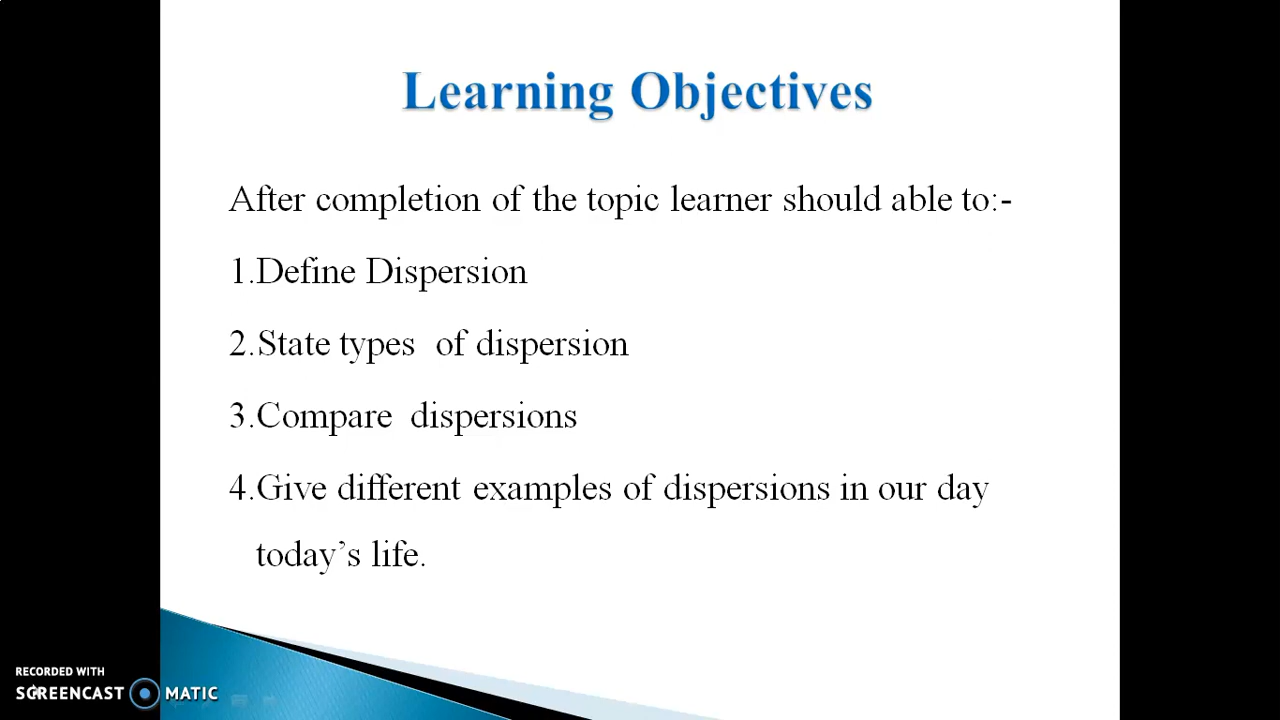 Learning Objectives
After completion of the topic learner should able to:-
1.Define Dispersion
2.State types of dispersion
3.Compare dispersions
4.Give different examples of dispersions in our day
today’s life.
RECORDED WITH
SCREENCAST MATIC